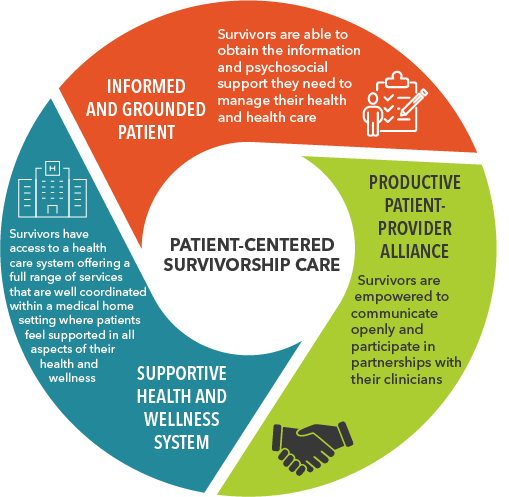 INFORMED
AND GROUNDED
PATIENT
Survivors are able to
obtain the information
and psychosocial
support they need to
manage their health
and health care
PRODUCTIVE
PATIENT-
PROVIDER
ALLIANCE
Survivors are
empowered to
communicate
openly and
participate in
partnerships with
their clinicians
PATIENT-CENTERED
SURVIVORSHIP CARE
H
Survivors have
access to a health
care system offering a
full range of services
that are well coordinated
within a medical home
setting where patients
feel supported in all
aspects of their
health and
wellness
SUPPORTIVE
HEALTH AND
WELLNESS
SYSTEM